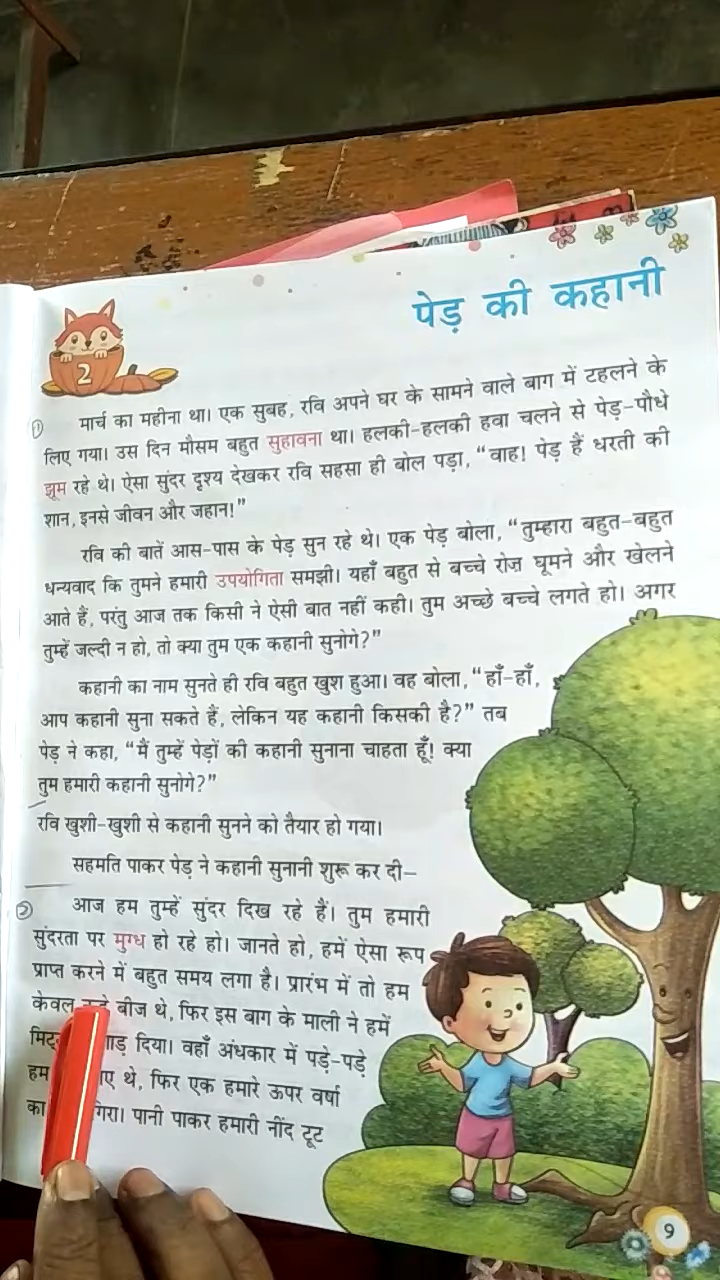 पेड़ की कहानी
2
1 मार्च का महीना था। एक सुबह, रवि अपने घर के सामने वाले बाग में टहलने के
लिए गया। उस दिन मौसम बहुत सुहावना था। हलकी-हलकी हवा चलने से पेड़-पौधे
झूम रहे थे। ऐसा सुंदर दृश्य देखकर रवि सहसा ही बोल पड़ा, “वाह! पेड़ हैं धरती की
शान, इनसे जीवन और जहान!”
रवि की बातें आस-पास के पेड़ सुन रहे थे। एक पेड़ बोला, “तुम्हारा बहुत-बहुत
धन्यवाद कि तुमने हमारी उपयोगिता समझी। यहाँ बहुत से बच्चे रोज़ घूमने और खेलने
आते हैं, परंतु आज तक किसी ने ऐसी बात नहीं कही। तुम अच्छे बच्चे लगते हो। अगर
तुम्हें जल्दी न हो, तो क्या तुम एक कहानी सुनोगे?”
कहानी का नाम सुनते ही रवि बहुत खुश हुआ। वह बोला, “हाँ-हाँ,
आप कहानी सुना सकते हैं, लेकिन यह कहानी किसकी है?” तब
पेड़ ने कहा, “मैं तुम्हें पेड़ों की कहानी सुनाना चाहता हूँ! क्या
तुम हमारी कहानी सुनोगे?”
रवि खुशी-खुशी से कहानी सुनने को तैयार हो गया।
सहमति पाकर पेड़ ने कहानी सुनानी शुरू कर दी–
2 आज हम तुम्हें सुंदर दिख रहे हैं। तुम हमारी
सुंदरता पर मुग्ध हो रहे हो। जानते हो, हमें ऐसा रूप
प्राप्त करने में बहुत समय लगा है। प्रारंभ में तो हम
केवल बीज थे, फिर इस बाग के माली ने हमें
दिया। वहाँ अंधकार में पड़े-पड़े
हम थे, फिर एक हमारे ऊपर वर्षा
का गिरा। पानी पाकर हमारी नींद टूट
9